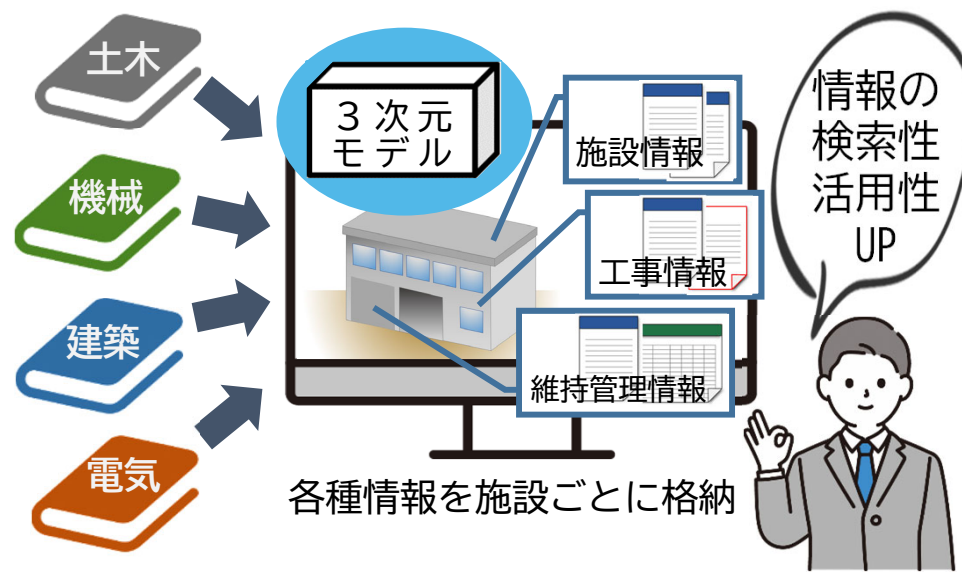 土木
機械
建築
電気
３次元
モデル
施設情報
工事情報
維持管理情報
各種情報を施設ごとに格納
情報の
検索性
活用性
UP